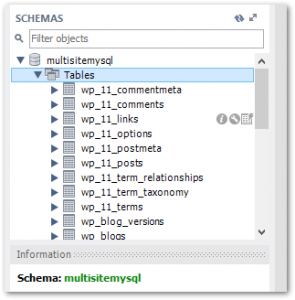 SCHEMAS
Filter objects
multisitemysql
Tables
wp_11_commentmeta
wp_11_comments
wp_11_links
wp_11_options
wp_11_postmeta
wp_11_posts
wp_11_term_relationships
wp_11_term_taxonomy
wp_11_terms
wp_blog_versions
wp_blogs
Information
Schema: multisitemysql